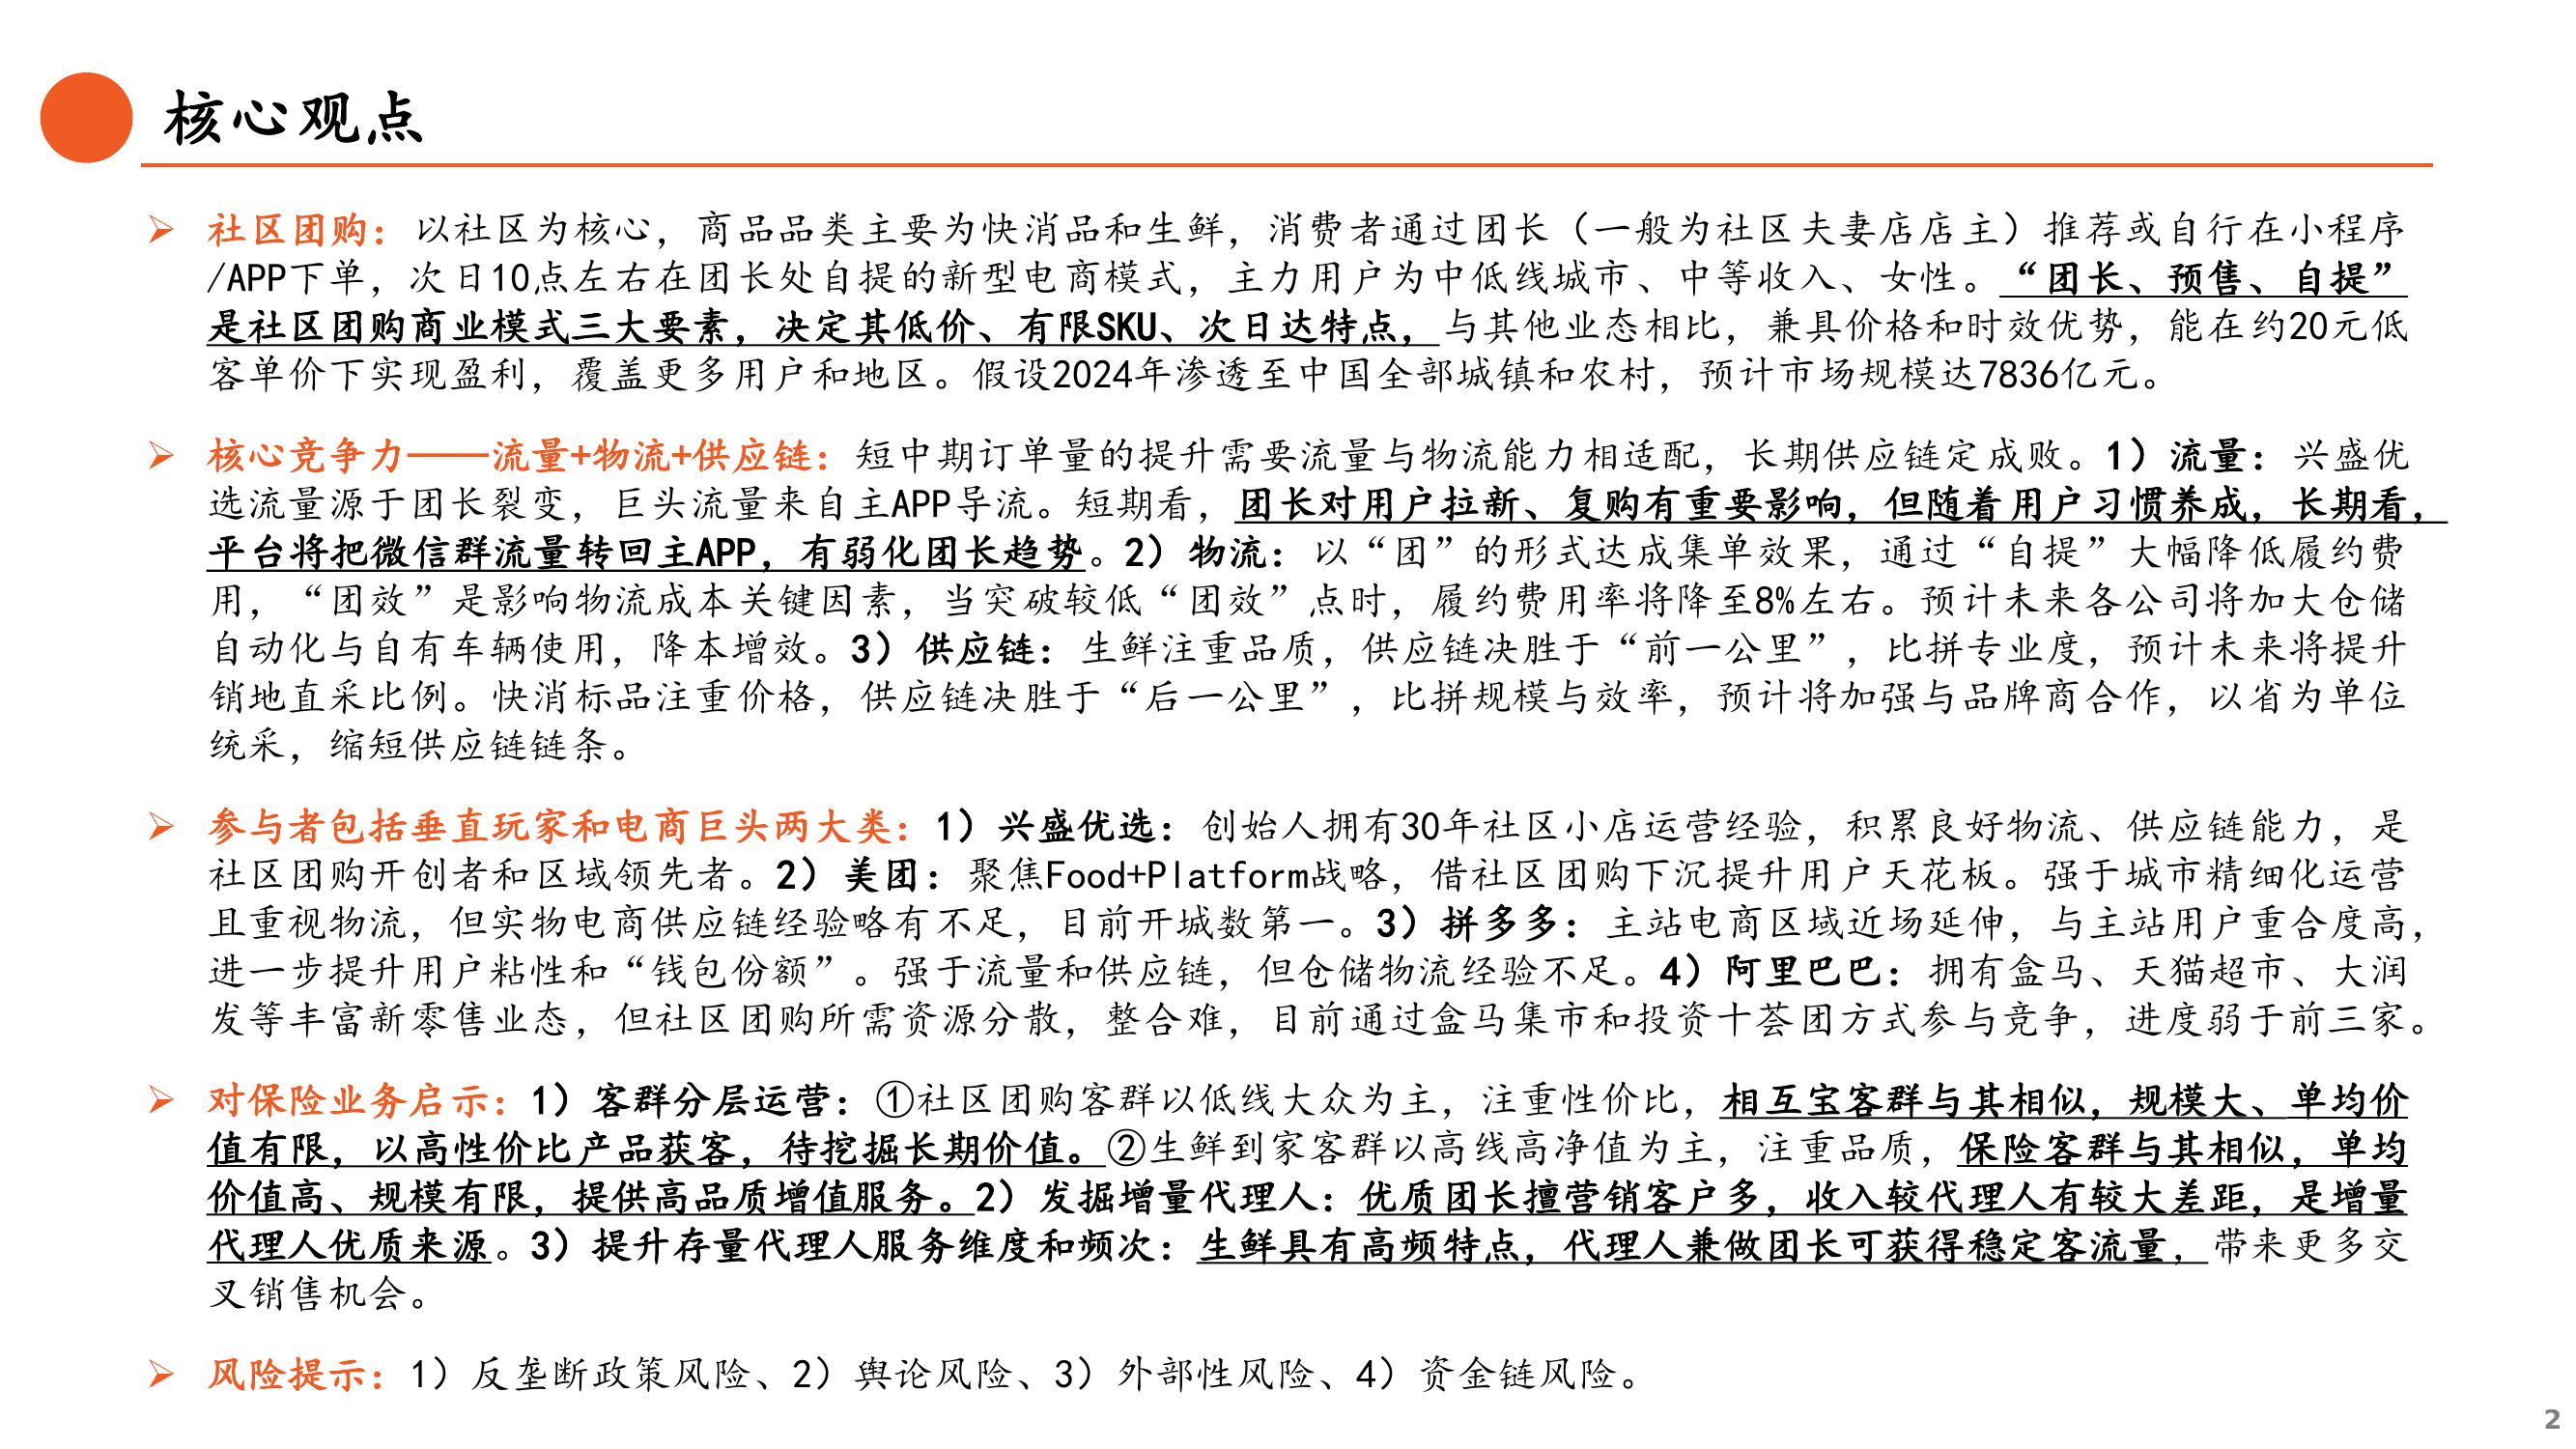 核心观点
社区团购：以社区为核心，商品品类主要为快消品和生鲜，消费者通过团长（一般为社区夫妻店店主）推荐或自行在小程序
/APP下单，次日10点左右在团长处自提的新型电商模式，主力用户为中低线城市、中等收入、女性。“团长、预售、自提”
是社区团购商业模式三大要素，决定其低价、有限SKU、次日达特点，与其他业态相比，兼具价格和时效优势，能在约20元低
客单价下实现盈利，覆盖更多用户和地区。假设2024年渗透至中国全部城镇和农村，预计市场规模达7836亿元。
核心竞争力——流量+物流+供应链：短中期订单量的提升需要流量与物流能力相适配，长期供应链定成败。1）流量：兴盛优
选流量源于团长裂变，巨头流量来自主APP导流。短期看，团长对用户拉新、复购有重要影响，但随着用户习惯养成，长期看，
平台将把微信群流量转回主APP，有弱化团长趋势。2）物流：以“团”的形式达成集单效果，通过“自提”大幅降低履约费
用，“团效”是影响物流成本关键因素，当突破较低“团效”点时，履约费用率将降至8%左右。预计未来各公司将加大仓储
自动化与自有车辆使用，降本增效。3）供应链：生鲜注重品质，供应链决胜于“前一公里”，比拼专业度，预计未来将提升
销地直采比例。快消标品注重价格，供应链决胜于“后一公里”，比拼规模与效率，预计将加强与品牌商合作，以省为单位
统采，缩短供应链链条。
参与者包括垂直玩家和电商巨头两大类：1）兴盛优选：创始人拥有30年社区小店运营经验，积累良好物流、供应链能力，是
社区团购开创者和区域领先者。2）美团：聚焦Food+Platform战略，借社区团购下沉提升用户天花板。强于城市精细化运营
且重视物流，但实物电商供应链经验略有不足，目前开城数第一。3）拼多多：主站电商区域近场延伸，与主站用户重合度高，
进一步提升用户粘性和“钱包份额”。强于流量和供应链，但仓储物流经验不足。4）阿里巴巴：拥有盒马、天猫超市、大润
发等丰富新零售业态，但社区团购所需资源分散，整合难，目前通过盒马集市和投资十荟团方式参与竞争，进度弱于前三家。
对保险业务启示：1）客群分层运营：①社区团购客群以低线大众为主，注重性价比，相互宝客群与其相似，规模大、单均价
值有限，以高性价比产品获客，待挖掘长期价值。②生鲜到家客群以高线高净值为主，注重品质，保险客群与其相似，单均
价值高、规模有限，提供高品质增值服务。2）发掘增量代理人：优质团长擅营销客户多，收入较代理人有较大差距，是增量
代理人优质来源。3）提升存量代理人服务维度和频次：生鲜具有高频特点，代理人兼做团长可获得稳定客流量，带来更多交
叉销售机会。
风险提示：1）反垄断政策风险、2）舆论风险、3）外部性风险、4）资金链风险。
2